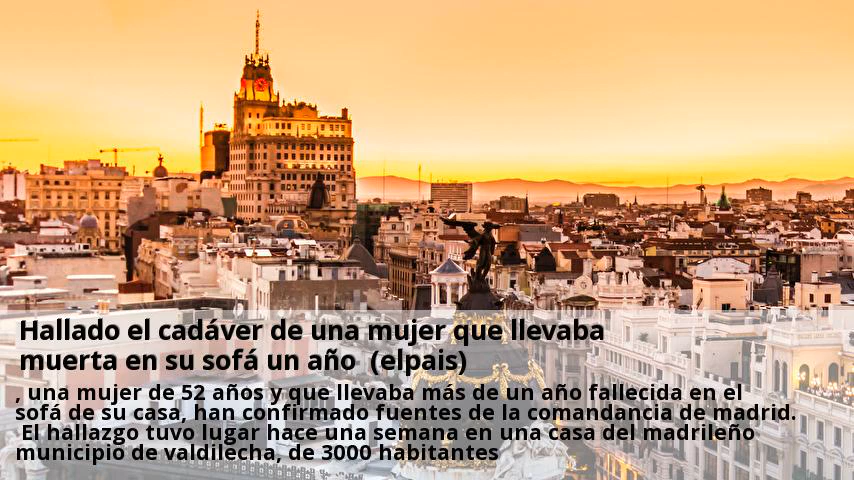 Hallado el cadáver de una mujer que llevaba
muerta en su sofá un año  (elpais)
, una mujer de 52 años y que llevaba más de un año fallecida en el
sofá de su casa, han confirmado fuentes de la comandancia de madrid.
El hallazgo tuvo lugar hace una semana en una casa del madrileño
municipio de valdilecha, de 3000 habitantes